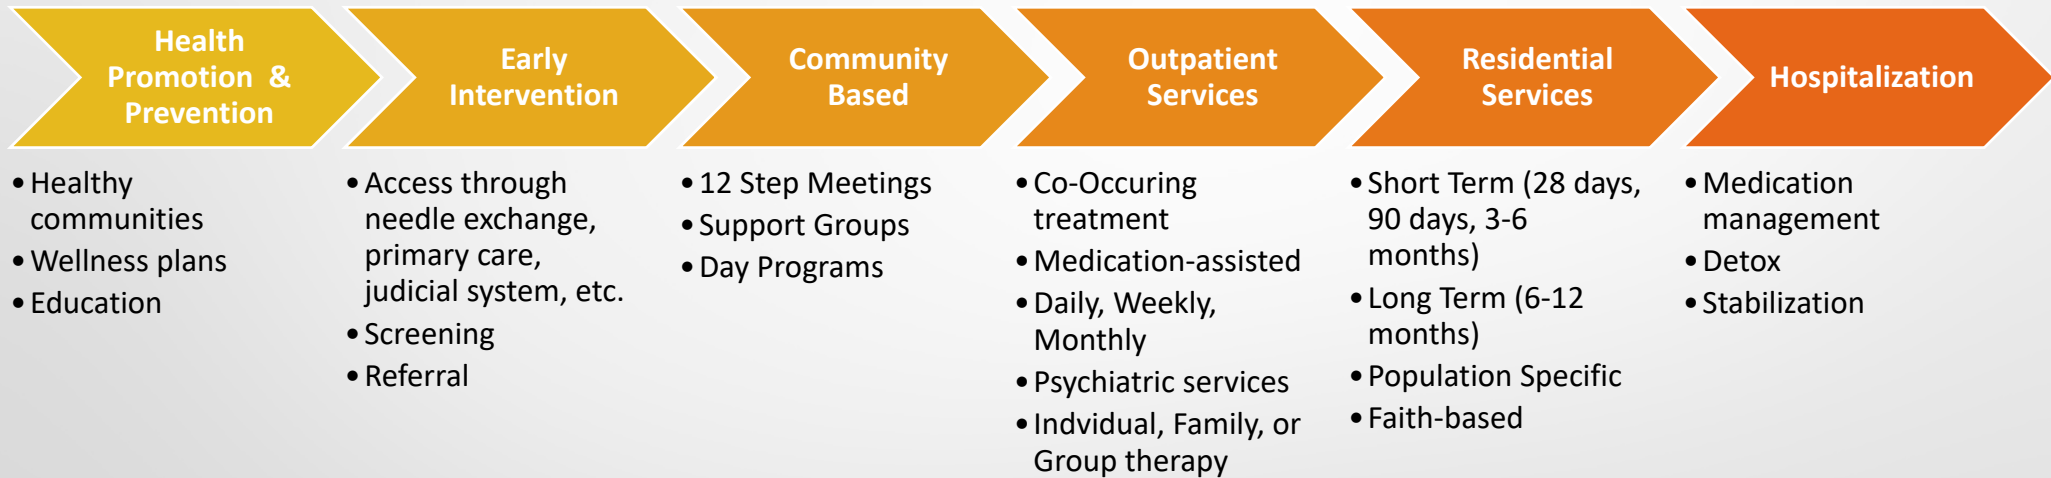 Health
Promotion & 
Prevention
Early
Intervention
Community
Based
Outpatient
Services
Residential
Services
Hospitalization
•Healthy
communities
•Wellness plans
•Education
•Access through
needle exchange,
primary care,
judicial system, etc.
•Screening
•Referral
•12 Step Meetings
•Support Groups
•Day Programs
•Co-Occuring
treatment
•Medication-assisted
•Daily, Weekly,
Monthly
•Psychiatric services
•Indvidual, Family, or
Group therapy
•Short Term (28 days,
90 days, 3-6
months)
•Long Term (6-12
months)
•Population Specific
•Faith-based
•Medication
management
•Detox
•Stabilization